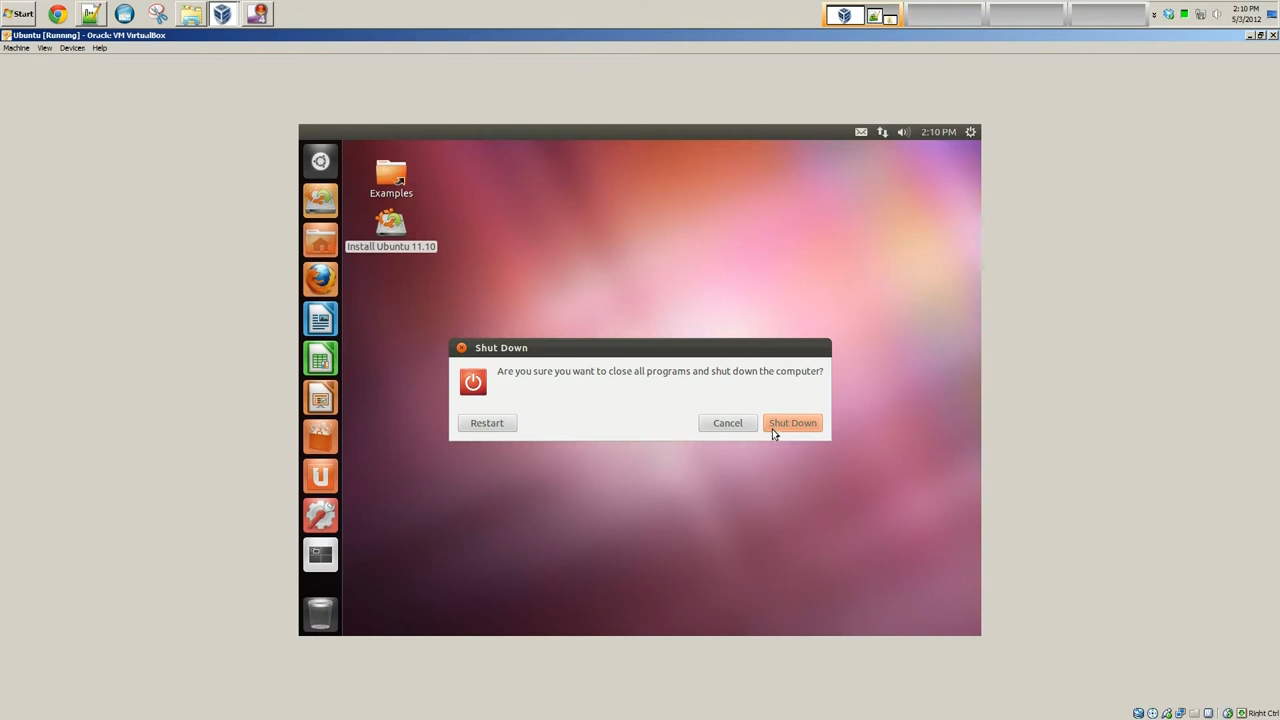 Start
4
2:10 PM
5/3/2012
Ubuntu [Running] - Oracle VM VirtualBox
Machine View Devices Help
2:10 PM
Examples
Install Ubuntu 11.10
Shut Down
Are you sure you want to close all programs and shut down the computer?
Restart Cancel Shut Down
U
Right Ctrl